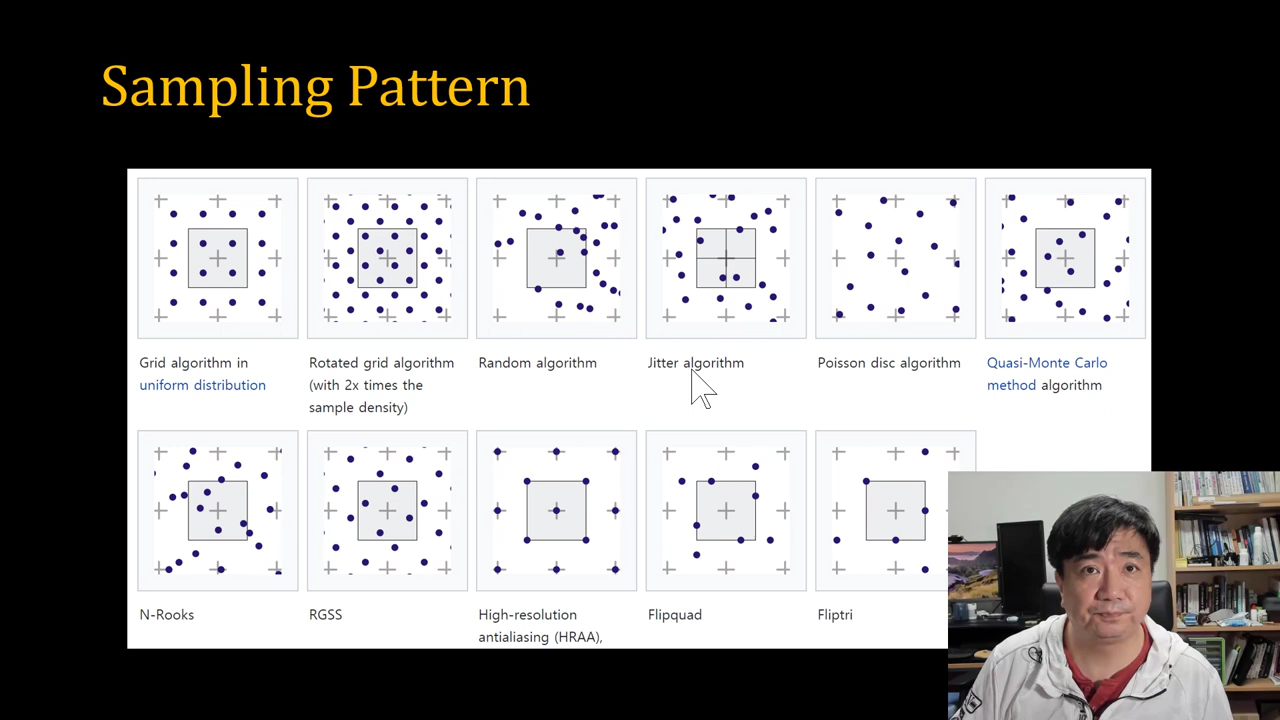 Sampling Pattern
Grid algorithm in
uniform distribution
Rotated grid algorithm
(with 2x times the
sample density)
Random algorithm
Jitter algorithm
Poisson disc algorithm
Quasi-Monte Carlo
method algorithm
N-Rooks
RGSS
High-resolution
antialiasing (HRAA),
Flipquad
Fliptri